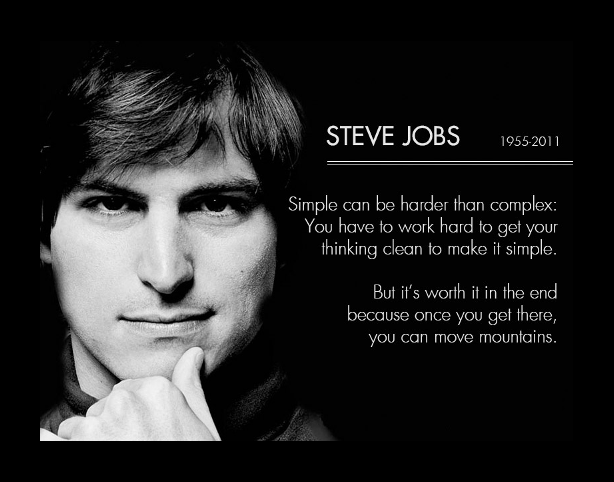 STEVE JOBS 1955-2011
Simple can be harder than complex:
You have to work hard to get your
thinking clean to make it simple.
But it's worth it in the end
because once you get there,
you can move mountains.